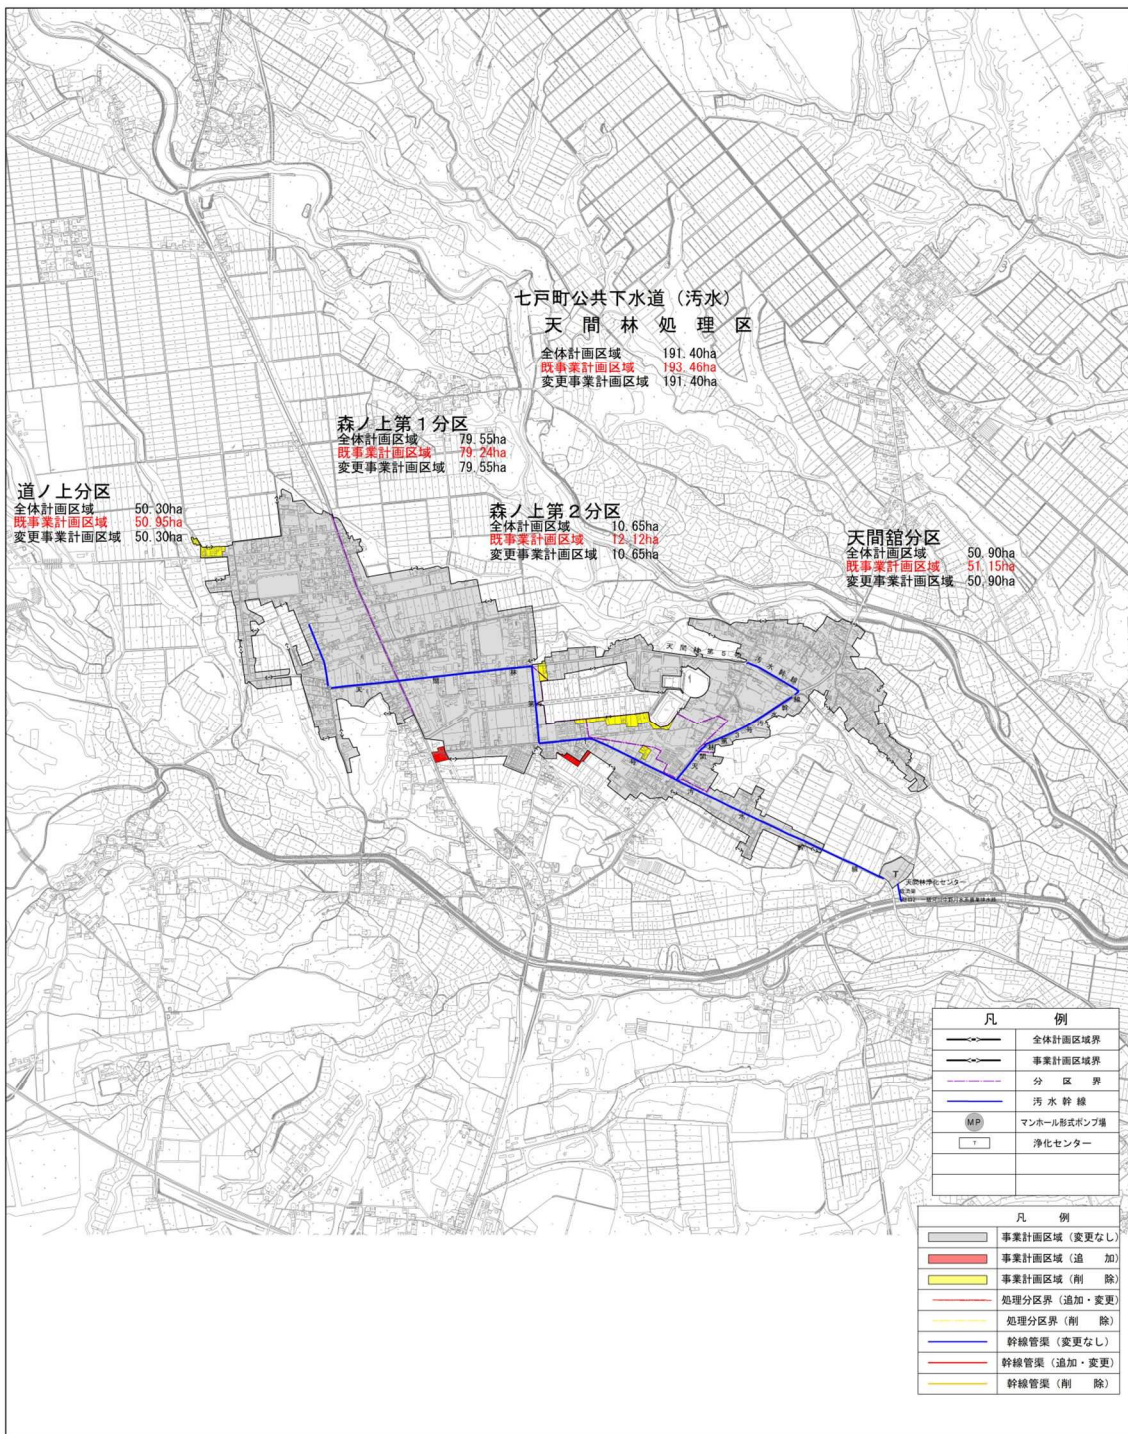 七戸町公共下水道（汚水）
天間林処理区
全体計画区域 191.40ha
既事業計画区域 193.46ha
変更事業計画区域 191.40ha
森ノ上第１分区
全体計画区域 79.55ha
既事業計画区域 79.24ha
変更事業計画区域 79.55ha
道ノ上分区
全体計画区域 50.30ha
既事業計画区域 50.95ha
変更事業計画区域 50.30ha
森ノ上第２分区
全体計画区域 10.65ha
既事業計画区域 12.12ha
変更事業計画区域 10.65ha
天間舘分区
全体計画区域 50.90ha
既事業計画区域 51.15ha
変更事業計画区域 50.90ha
T
天間林浄化センター
凡例
全体計画区域界
事業計画区域界
分区界
汚水幹線
MP マンホール形式ポンプ場
T 浄化センター
凡例
事業計画区域（変更なし）
事業計画区域（追加）
事業計画区域（削除）
処理分区界（追加・変更）
処理分区界（削除）
幹線管渠（変更なし）
幹線管渠（追加・変更）
幹線管渠（削除）